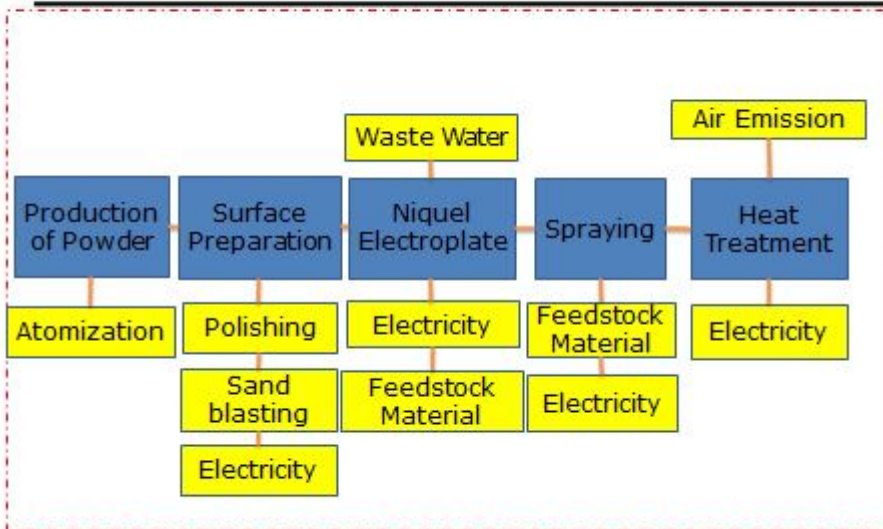 Air Emission
Waste Water
Production
of Powder
Surface
Preparation
Niquel
Electroplate
Spraying
Heat
Treatment
Atomization
Polishing
Sand
blasting
Electricity
Electricity
Feedstock
Material
Feedstock
Material
Electricity
Electricity